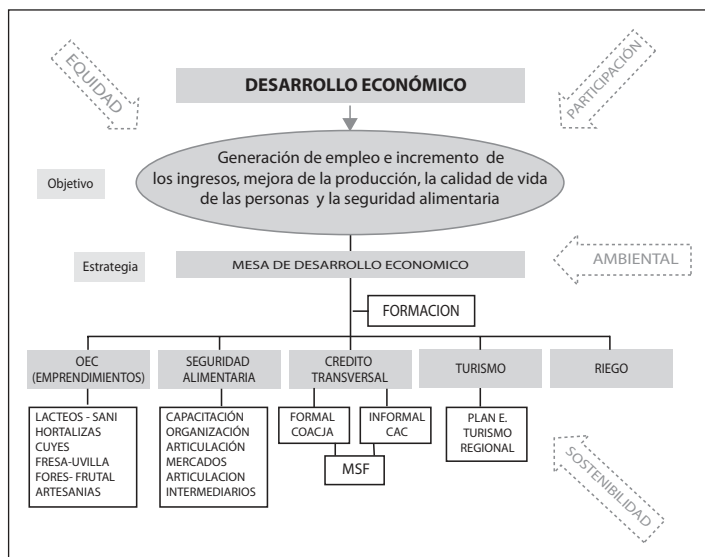 EQUIDAD
DESARROLLO ECONÓMICO
PARTICIPACIÓN
Objetivo
Generación de empleo e incremento de
los ingresos, mejora de la producción, la calidad de vida
de las personas y la seguridad alimentaria
Estrategia
MESA DE DESARROLLO ECONOMICO
AMBIENTAL
FORMACION
OEC
(EMPRENDIMIENTOS)
SEGURIDAD
ALIMENTARIA
CREDITO
TRANSVERSAL
TURISMO
RIEGO
LACTEOS - SANI
HORTALIZAS
CUYES
FRESA-UVILLA
FORES- FRUTAL
ARTESANIAS
CAPACITACIÓN
ORGANIZACIÓN
ARTICULACIÓN
MERCADOS
ARTICULACION
INTERMEDIARIOS
FORMAL
COACJA
INFORMAL
CAC
MSF
PLAN E.
TURISMO
REGIONAL
SOSTENIBILIDAD